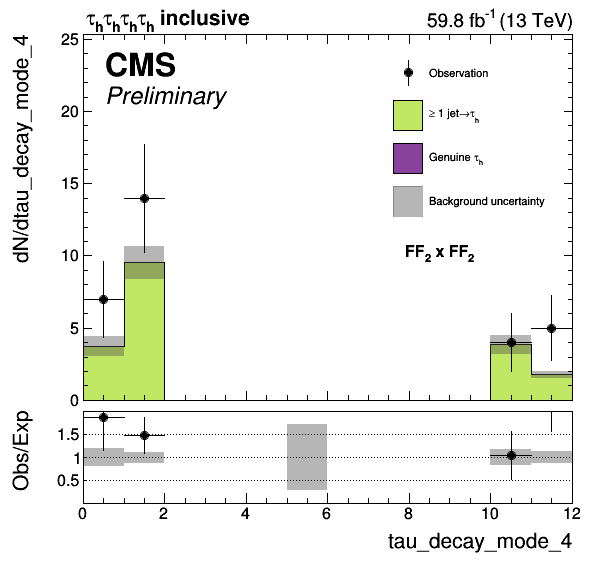 τhτhτhτh inclusive
59.8 fb⁻¹ (13 TeV)
dN/dtau_decay_mode_4
25
20
15
10
5
0
CMS
Preliminary
Observation
≥ 1 jet→τh
Genuine τh
Background uncertainty
FF₂ x FF₂
Obs/Exp
1.5
1
0.5
0 2 4 6 8 10 12
tau_decay_mode_4